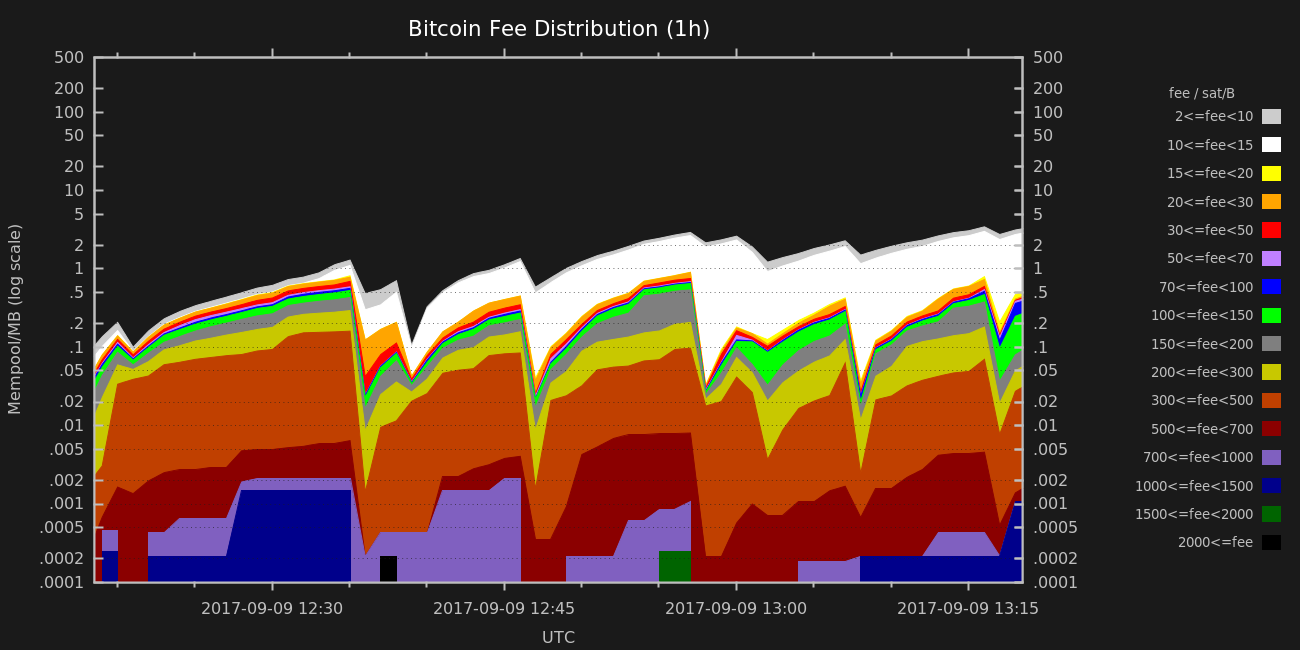 Bitcoin Fee Distribution (1h)
500 500
200 200
100 100
50 50
20 20
10 10
5 5
2 2
1 1
.5 .5
.2 .2
.1 .1
.05 .05
.02 .02
.01 .01
.005 .005
.002 .002
.001 .001
.0005 .0005
.0002 .0002
.0001 .0001
Mempool/MB (log scale)
2017-09-09 12:30 2017-09-09 12:45 2017-09-09 13:00 2017-09-09 13:15
UTC
fee / sat/B
2<=fee<10
10<=fee<15
15<=fee<20
20<=fee<30
30<=fee<50
50<=fee<70
70<=fee<100
100<=fee<150
150<=fee<200
200<=fee<300
300<=fee<500
500<=fee<700
700<=fee<1000
1000<=fee<1500
1500<=fee<2000
2000<=fee